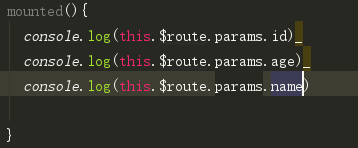 mounted(){
console.log(this.$route.params.id)_
console.log(this.$route.params.age)_
console.log(this.$route.params.name)
}